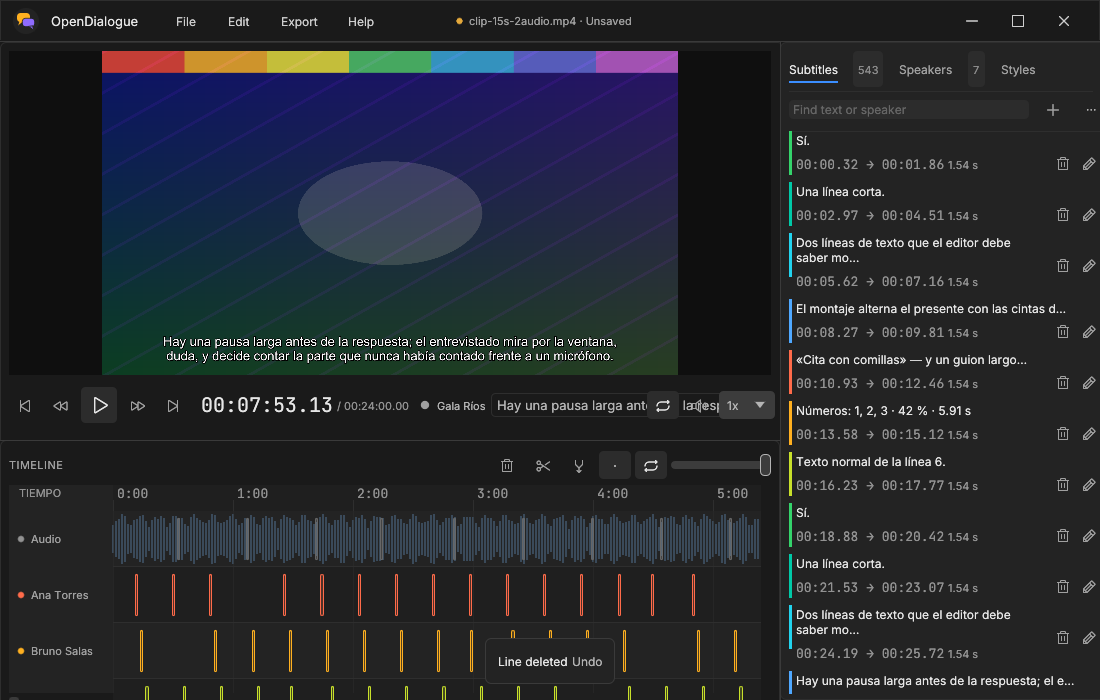 OpenDialogue File Edit Export Help clip-15s-2audio.mp4 · Unsaved
Subtitles 543 Speakers 7 Styles
Find text or speaker
Sí.
00:00.32 → 00:01.86 1.54 s
Una línea corta.
00:02.97 → 00:04.51 1.54 s
Dos líneas de texto que el editor debe
saber mo...
00:05.62 → 00:07.16 1.54 s
El montaje alterna el presente con las cintas d...
00:08.27 → 00:09.81 1.54 s
«Cita con comillas» — y un guion largo...
00:10.93 → 00:12.46 1.54 s
Números: 1, 2, 3 · 42 % · 5.91 s
00:13.58 → 00:15.12 1.54 s
Texto normal de la línea 6.
00:16.23 → 00:17.77 1.54 s
Sí.
00:18.88 → 00:20.42 1.54 s
Una línea corta.
00:21.53 → 00:23.07 1.54 s
Dos líneas de texto que el editor debe
saber mo...
00:24.19 → 00:25.72 1.54 s
Hay una pausa larga antes de la respuesta; el e...
Hay una pausa larga antes de la respuesta; el entrevistado mira por la ventana,
duda, y decide contar la parte que nunca había contado frente a un micrófono.
00:07:53.13 / 00:24:00.00 Gala Ríos Hay una pausa larga ant 1x
TIMELINE
TIEMPO 0:00 1:00 2:00 3:00 4:00 5:00
Audio
Ana Torres
Bruno Salas
Line deleted Undo